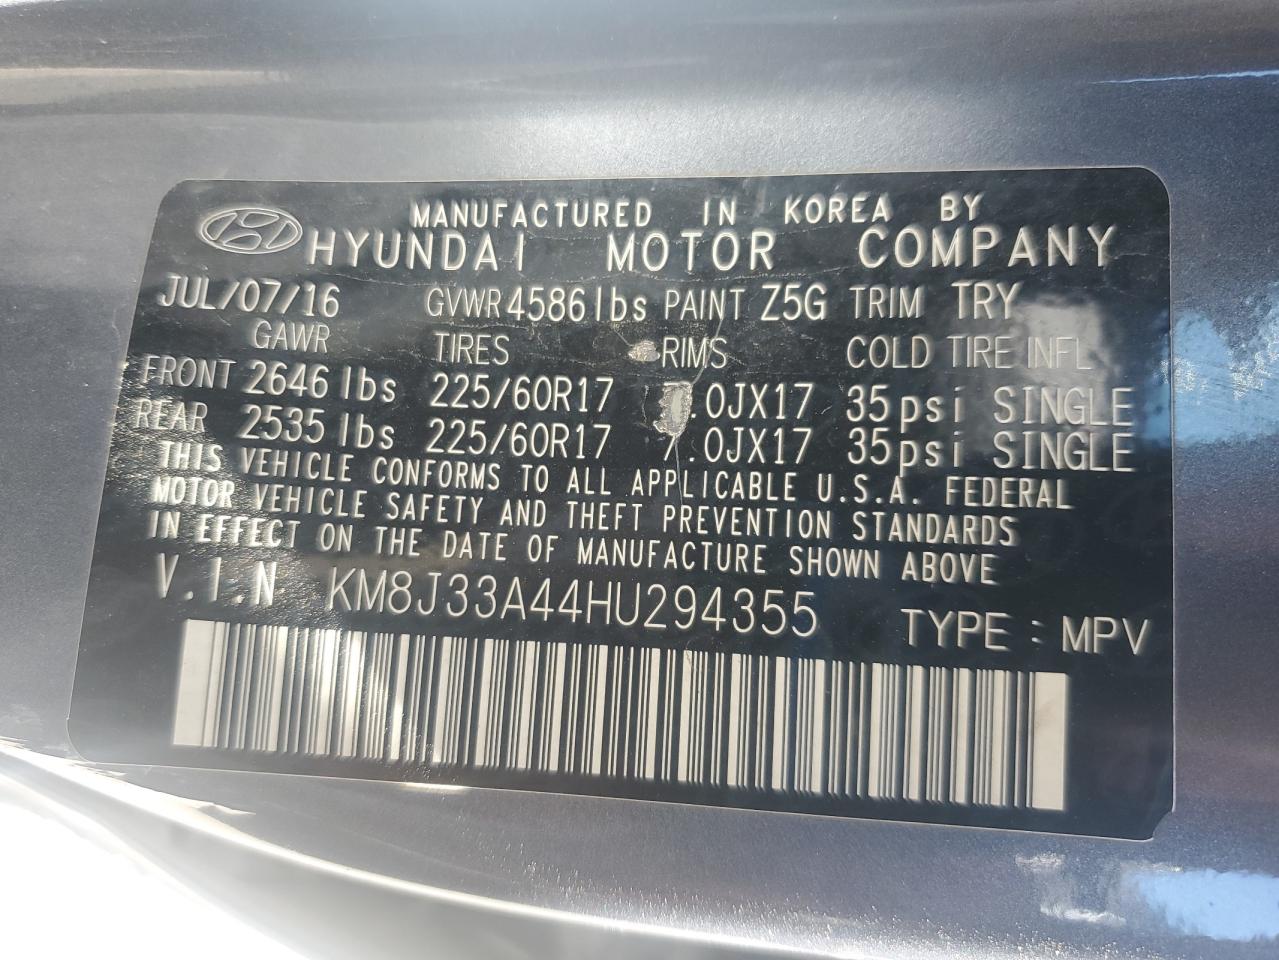 MANUFACTURED IN KOREA BY
HYUNDAI MOTOR COMPANY
JUL/07/16 GVWR 4586 lbs PAINT Z5G TRIM TRY
GAWR TIRES RIMS COLD TIRE INFL
FRONT 2646 lbs 225/60R17 7.0JX17 35psi SINGLE
REAR 2535 lbs 225/60R17 7.0JX17 35psi SINGLE
THIS VEHICLE CONFORMS TO ALL APPLICABLE U.S.A. FEDERAL
MOTOR VEHICLE SAFETY AND THEFT PREVENTION STANDARDS
IN EFFECT ON THE DATE OF MANUFACTURE SHOWN ABOVE
V.I.N KM8J33A44HU294355 TYPE : MPV